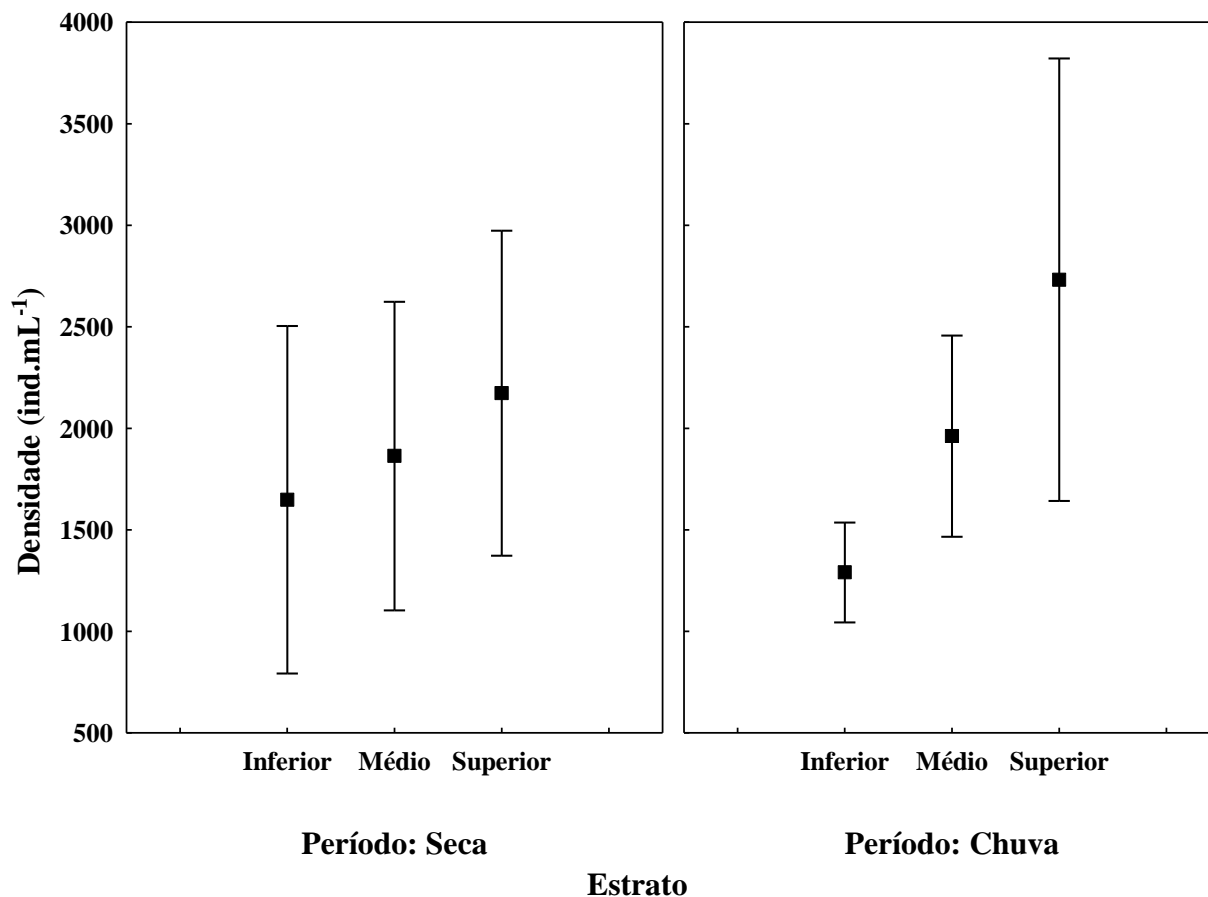 4000
3500
3000
2500
2000
1500
1000
500
Densidade (ind.mL-1)
Inferior Médio Superior
Inferior Médio Superior
Período: Seca
Período: Chuva
Estrato